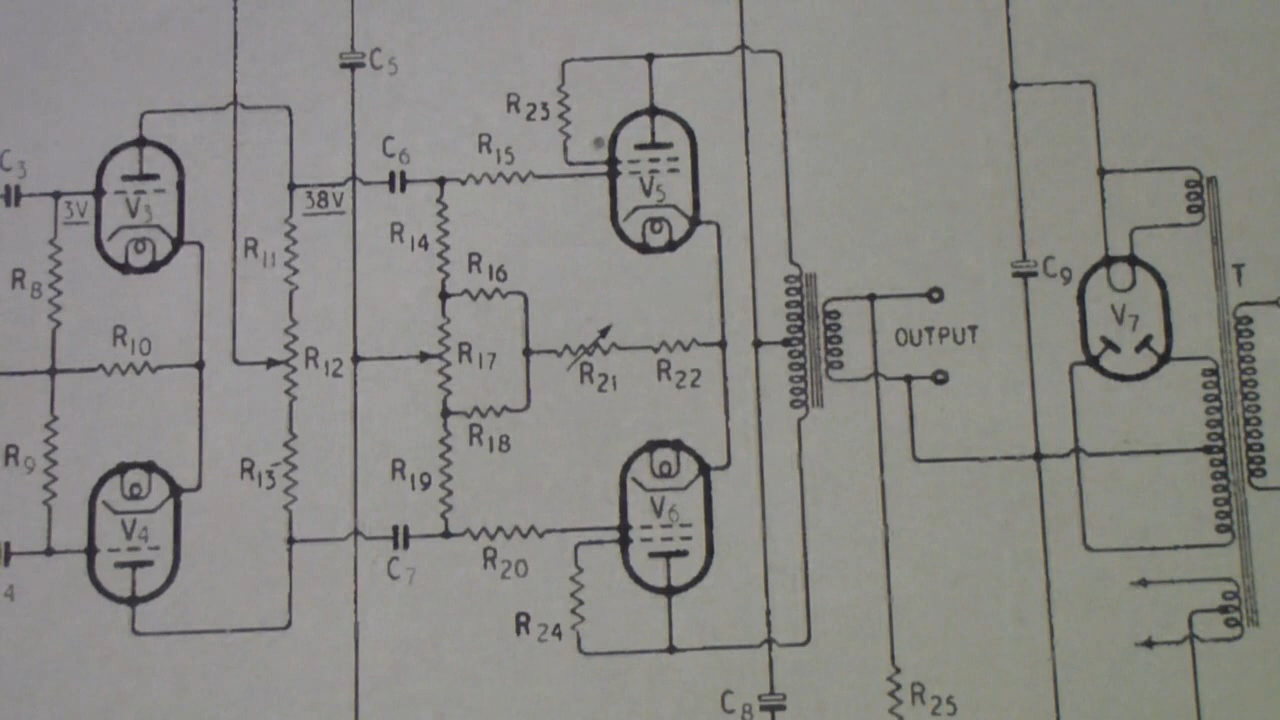 C5
R23
C3
C6
R15
3V
V3
38V
V5
R14
R11
R8
R16
C9
T
R10
R12
R17
R21
R22
OUTPUT
V7
R18
R9
R13
R19
V4
V6
C7
R20
4
R24
C8
R25